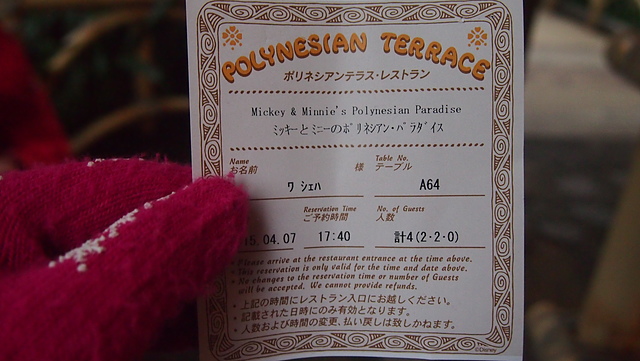 POLYNESIAN TERRACE
ポリネシアンテラス・レストラン
Mickey & Minnie's Polynesian Paradise
ミッキーとミニーのポリネシアン・パラダイス
Name
お名前 様
Table No.
テーブル
ワ シェハ
A64
Reservation Time
ご予約時間
No. of Guests
人数
15.04.07
17:40
計4(2・2・0)
• Please arrive at the restaurant entrance at the time above.
• This reservation is only valid for the time and date above.
• No changes to the reservation time or number of Guests
will be accepted. We cannot provide refunds.
• 上記の時間にレストラン入口にお越しください。
• 記載された日時にのみ有効となります。
• 人数および時間の変更、払い戻しは致しかねます。
©Disney